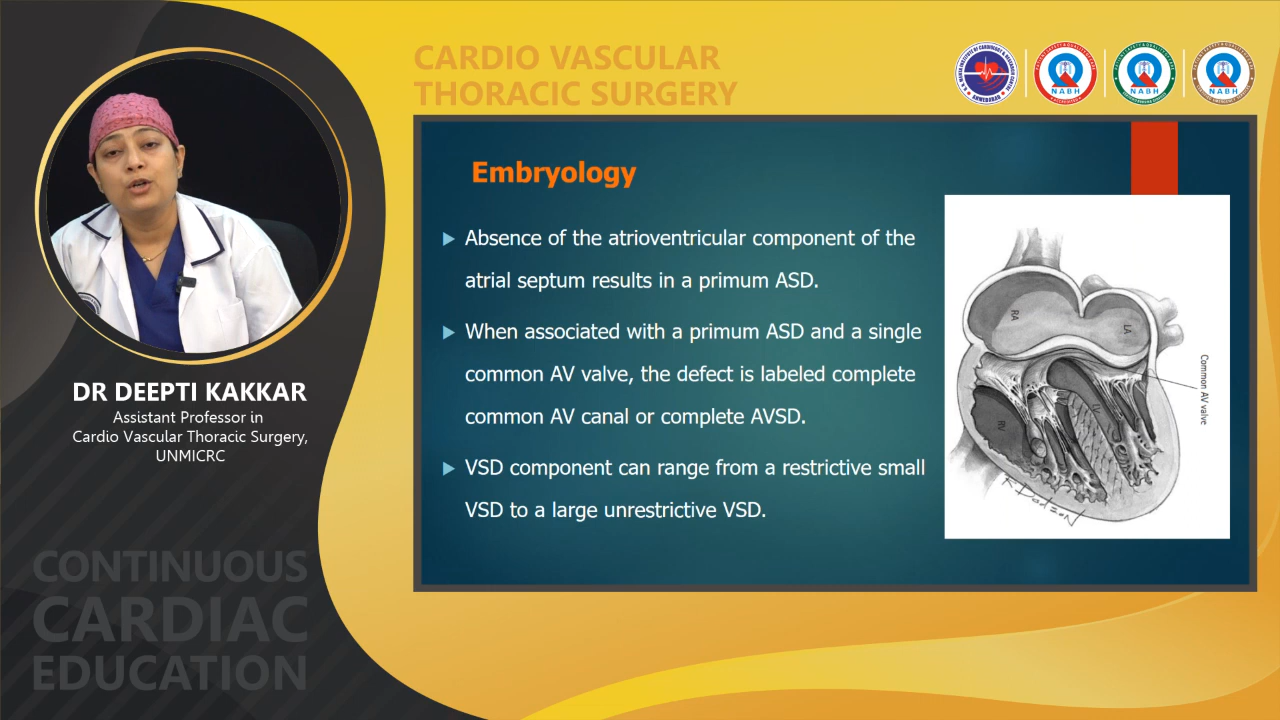 CARDIO VASCULAR
THORACIC SURGERY
NABH
NABH
NABH
DR DEEPTI KAKKAR
Assistant Professor in
Cardio Vascular Thoracic Surgery,
UNMICRC
CONTINUOUS
CARDIAC
EDUCATION
Embryology
Absence of the atrioventricular component of the
atrial septum results in a primum ASD.
When associated with a primum ASD and a single
common AV valve, the defect is labeled complete
common AV canal or complete AVSD.
VSD component can range from a restrictive small
VSD to a large unrestrictive VSD.
RA
LA
RV
LV
Common AV valve